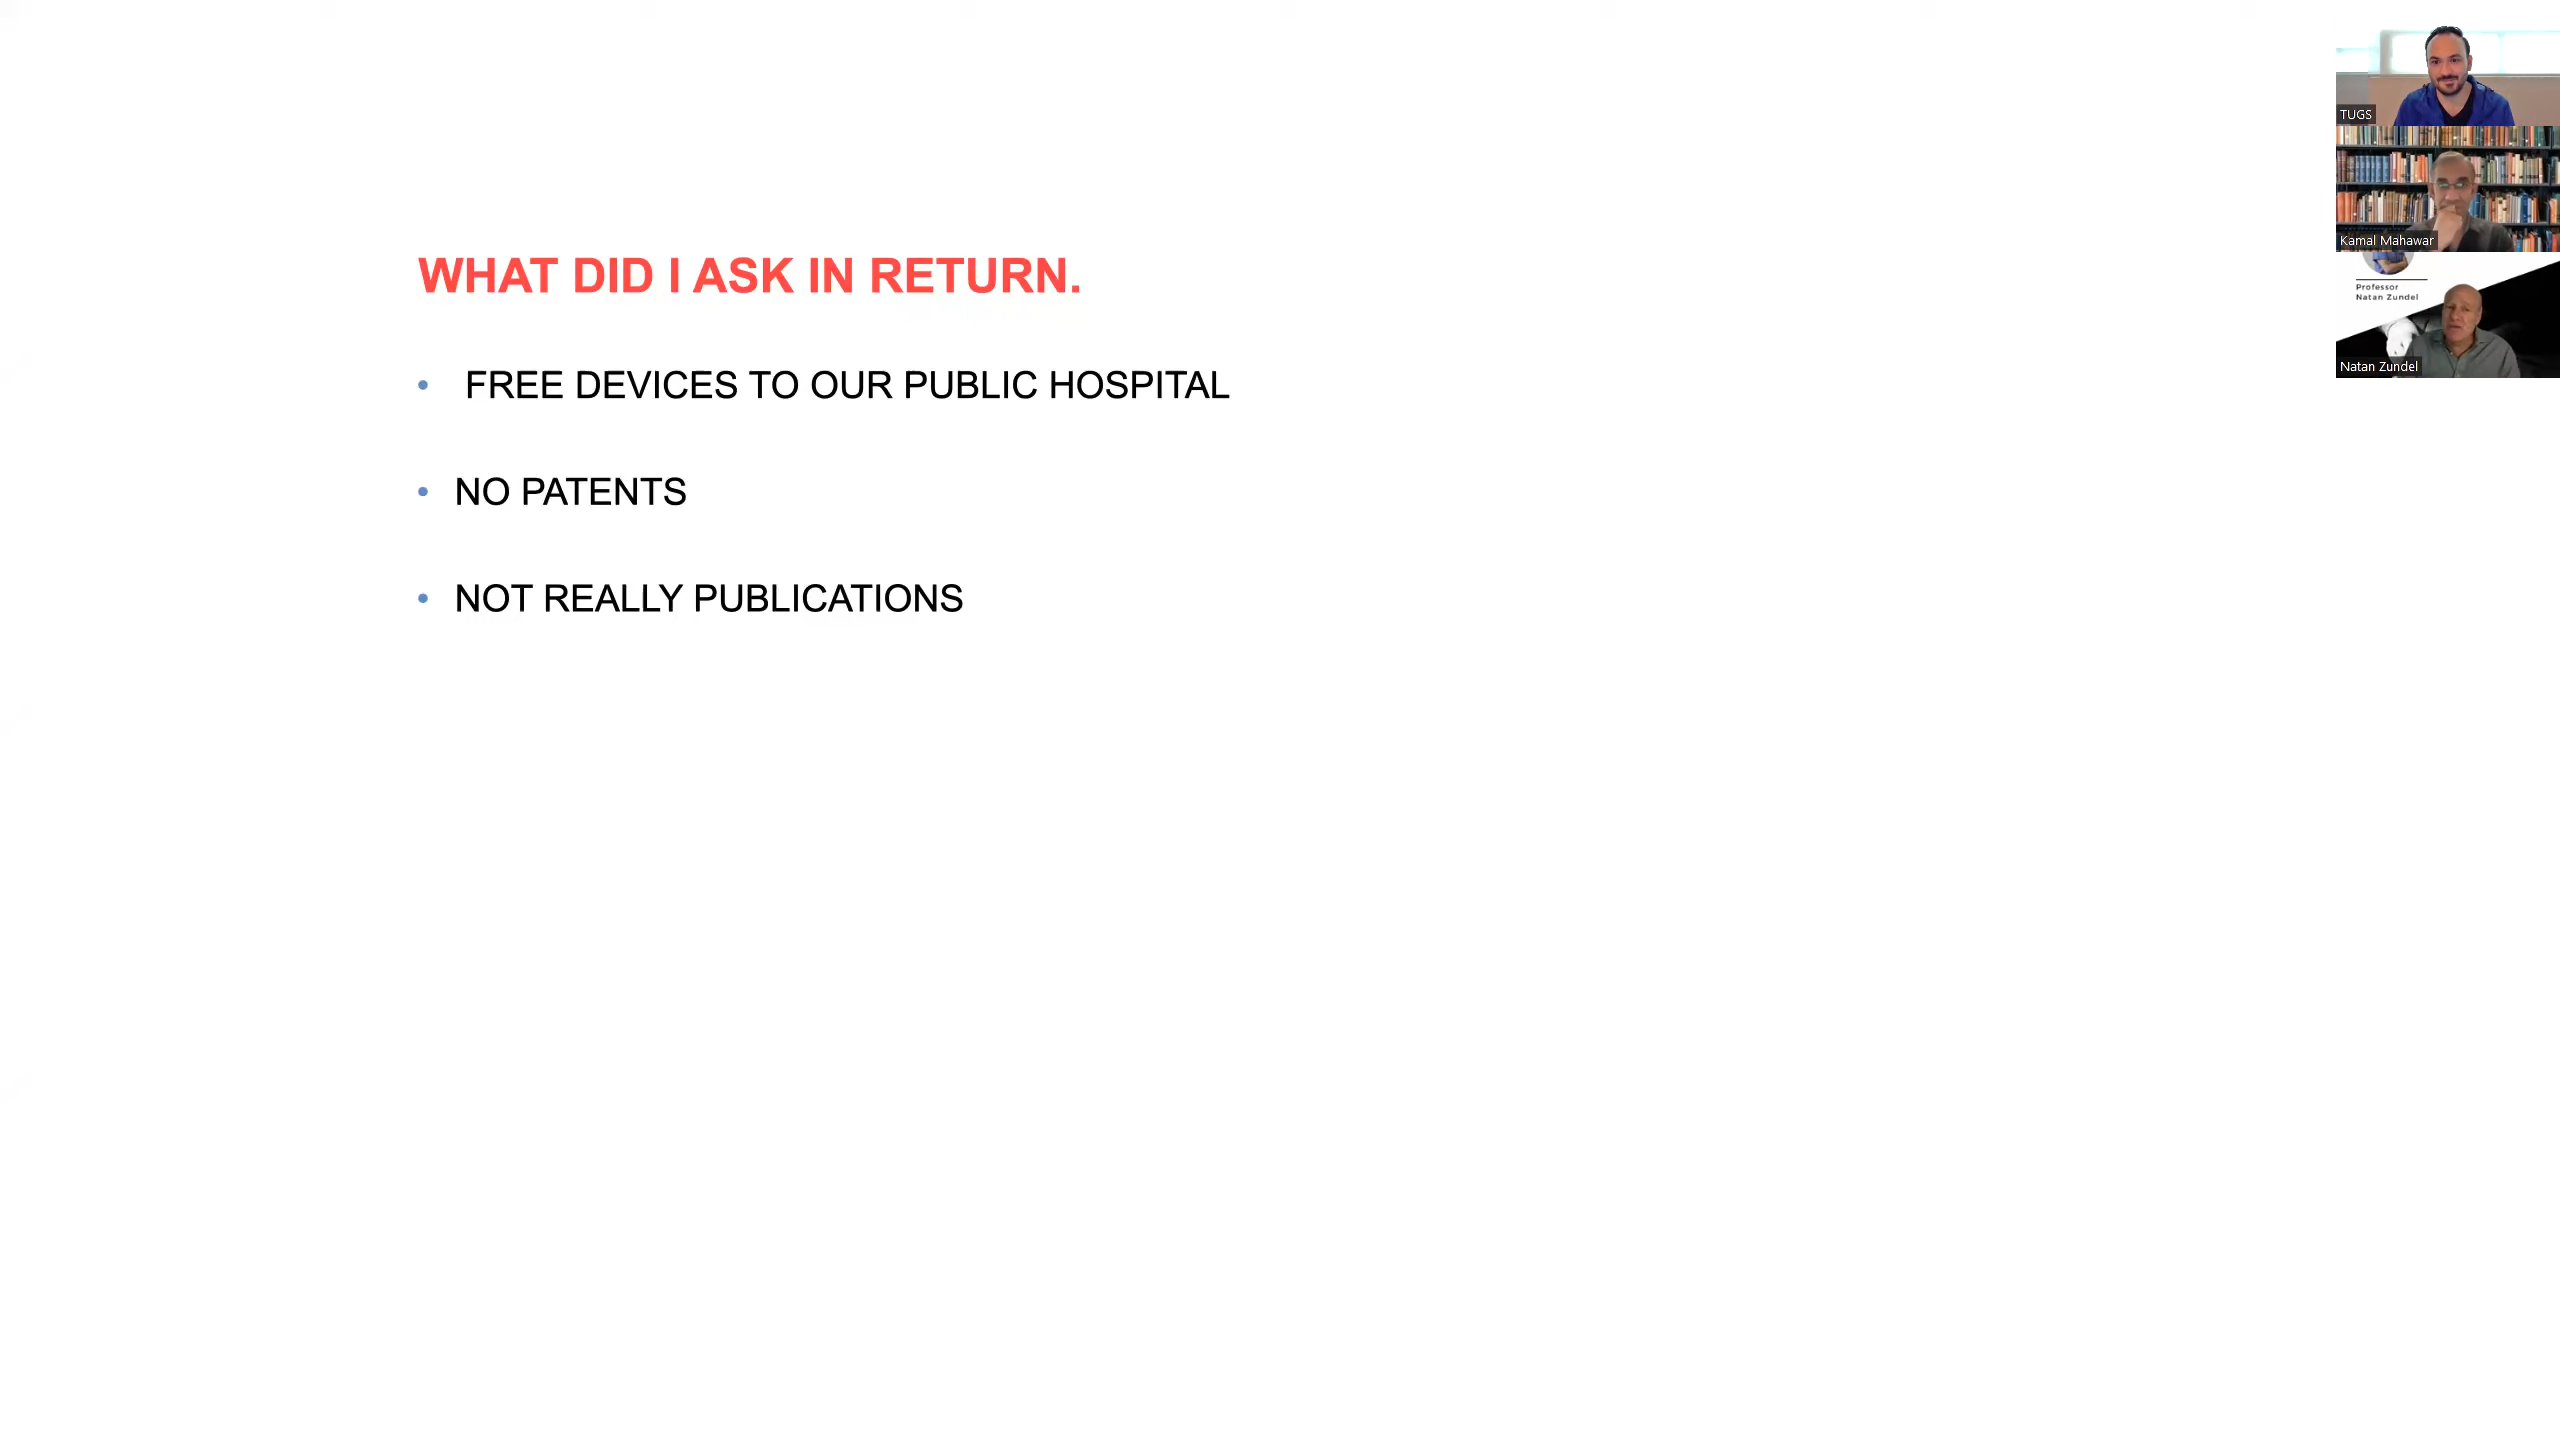 WHAT DID I ASK IN RETURN.
• FREE DEVICES TO OUR PUBLIC HOSPITAL
• NO PATENTS
• NOT REALLY PUBLICATIONS
TUGS
Kamal Mahawar
Professor
Natan Zundel
Natan Zundel